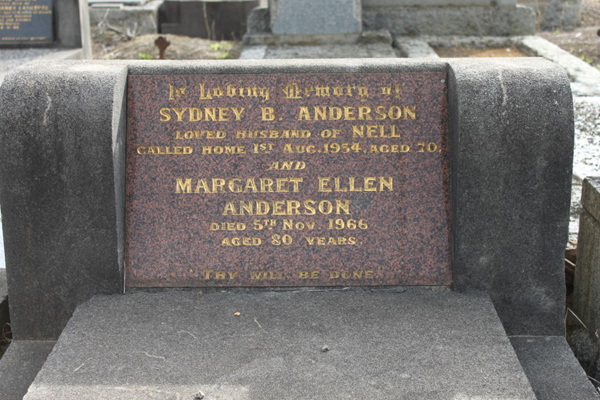 In Loving Memory of
SYDNEY B. ANDERSON
LOVED HUSBAND OF NELL
CALLED HOME 1ST AUG. 1954, AGED 70.
AND
MARGARET ELLEN
ANDERSON
DIED 5TH NOV. 1966
AGED 80 YEARS.
"THY WILL BE DONE"